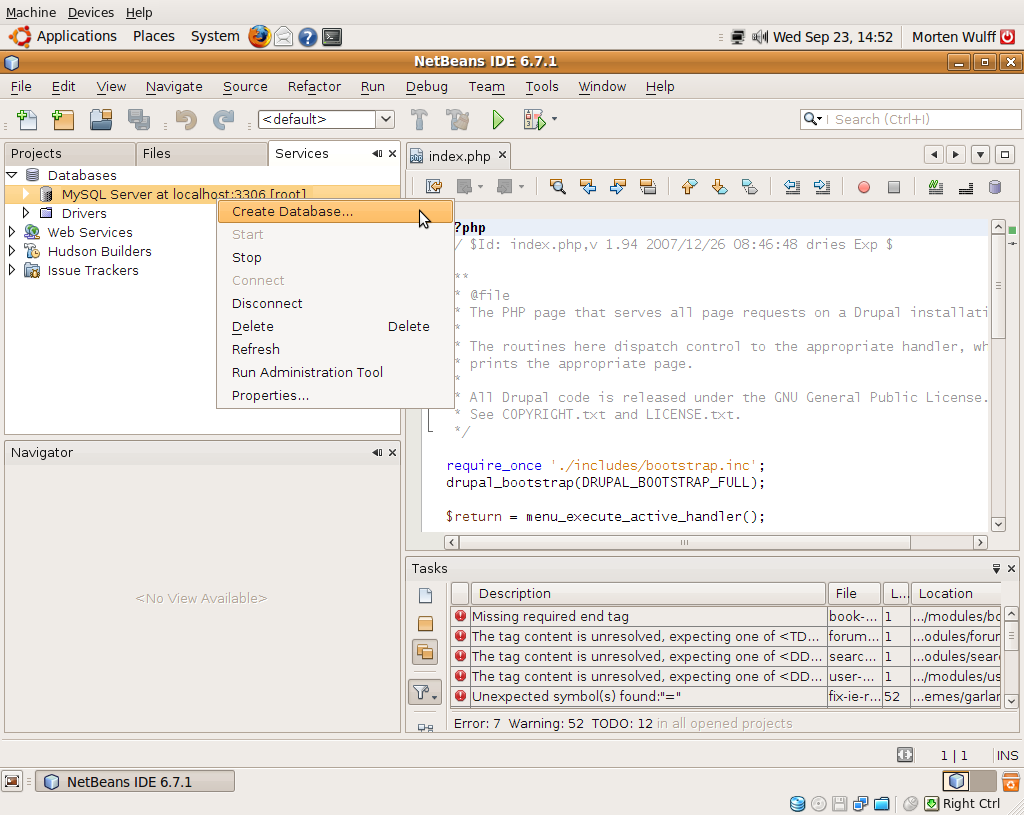 Machine Devices Help
Applications Places System Wed Sep 23, 14:52 Morten Wulff
NetBeans IDE 6.7.1
File Edit View Navigate Source Refactor Run Debug Team Tools Window Help
<default> Search (Ctrl+I)
Projects Files Services
index.php
Databases
MySQL Server at localhost:3306 [root]
Drivers
Web Services
Hudson Builders
Issue Trackers
Create Database...
Start
Stop
Connect
Disconnect
Delete Delete
Refresh
Run Administration Tool
Properties...
?php
/ $Id: index.php,v 1.94 2007/12/26 08:46:48 dries Exp $
**
* @file
* The PHP page that serves all page requests on a Drupal installati
*
* The routines here dispatch control to the appropriate handler, wh
* prints the appropriate page.
*
* All Drupal code is released under the GNU General Public License.
* See COPYRIGHT.txt and LICENSE.txt.
*/
require_once './includes/bootstrap.inc';
drupal_bootstrap(DRUPAL_BOOTSTRAP_FULL);
$return = menu_execute_active_handler();
Navigator
<No View Available>
Tasks
Description File L... Location
Missing required end tag book-... 1 .../modules/bo
The tag content is unresolved, expecting one of <TD... forum... 1 ...odules/forur
The tag content is unresolved, expecting one of <DD... searc... 1 ...odules/sear
The tag content is unresolved, expecting one of <DD... user-... 1 .../modules/us
Unexpected symbol(s) found:"=" fix-ie-r... 52 ...emes/garlar
Error: 7 Warning: 52 TODO: 12 in all opened projects
1 | 1 INS
NetBeans IDE 6.7.1
Right Ctrl